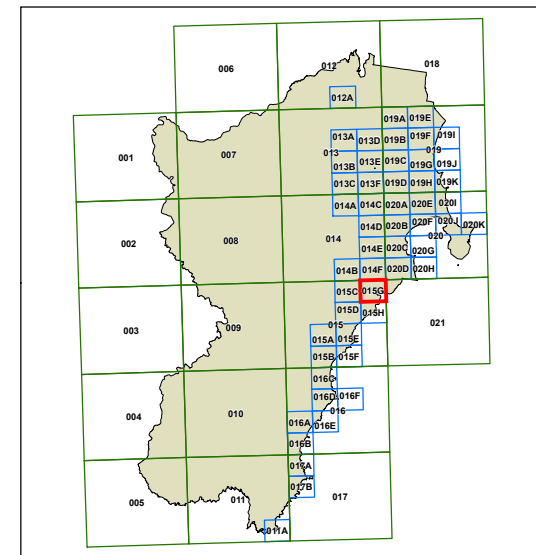 018
006
012
012A
019A 019E
013A 013D 019B 019F 019I
001 007 013 019
013B 013E 019C 019G 019J
013C 013F 019D 019H 019K
014A 014C 020A 020E 020I
014D 020B 020F 020J 020K
002 008 014 020
014E 020C 020G
014B 014F 020D 020H
015C 015G
015D 015H
003 009 015 021
015A 015E
015B 015F
016C
016D 016F
004 010 016
016A 016E
016B
017A
017B
005 011 017
011A